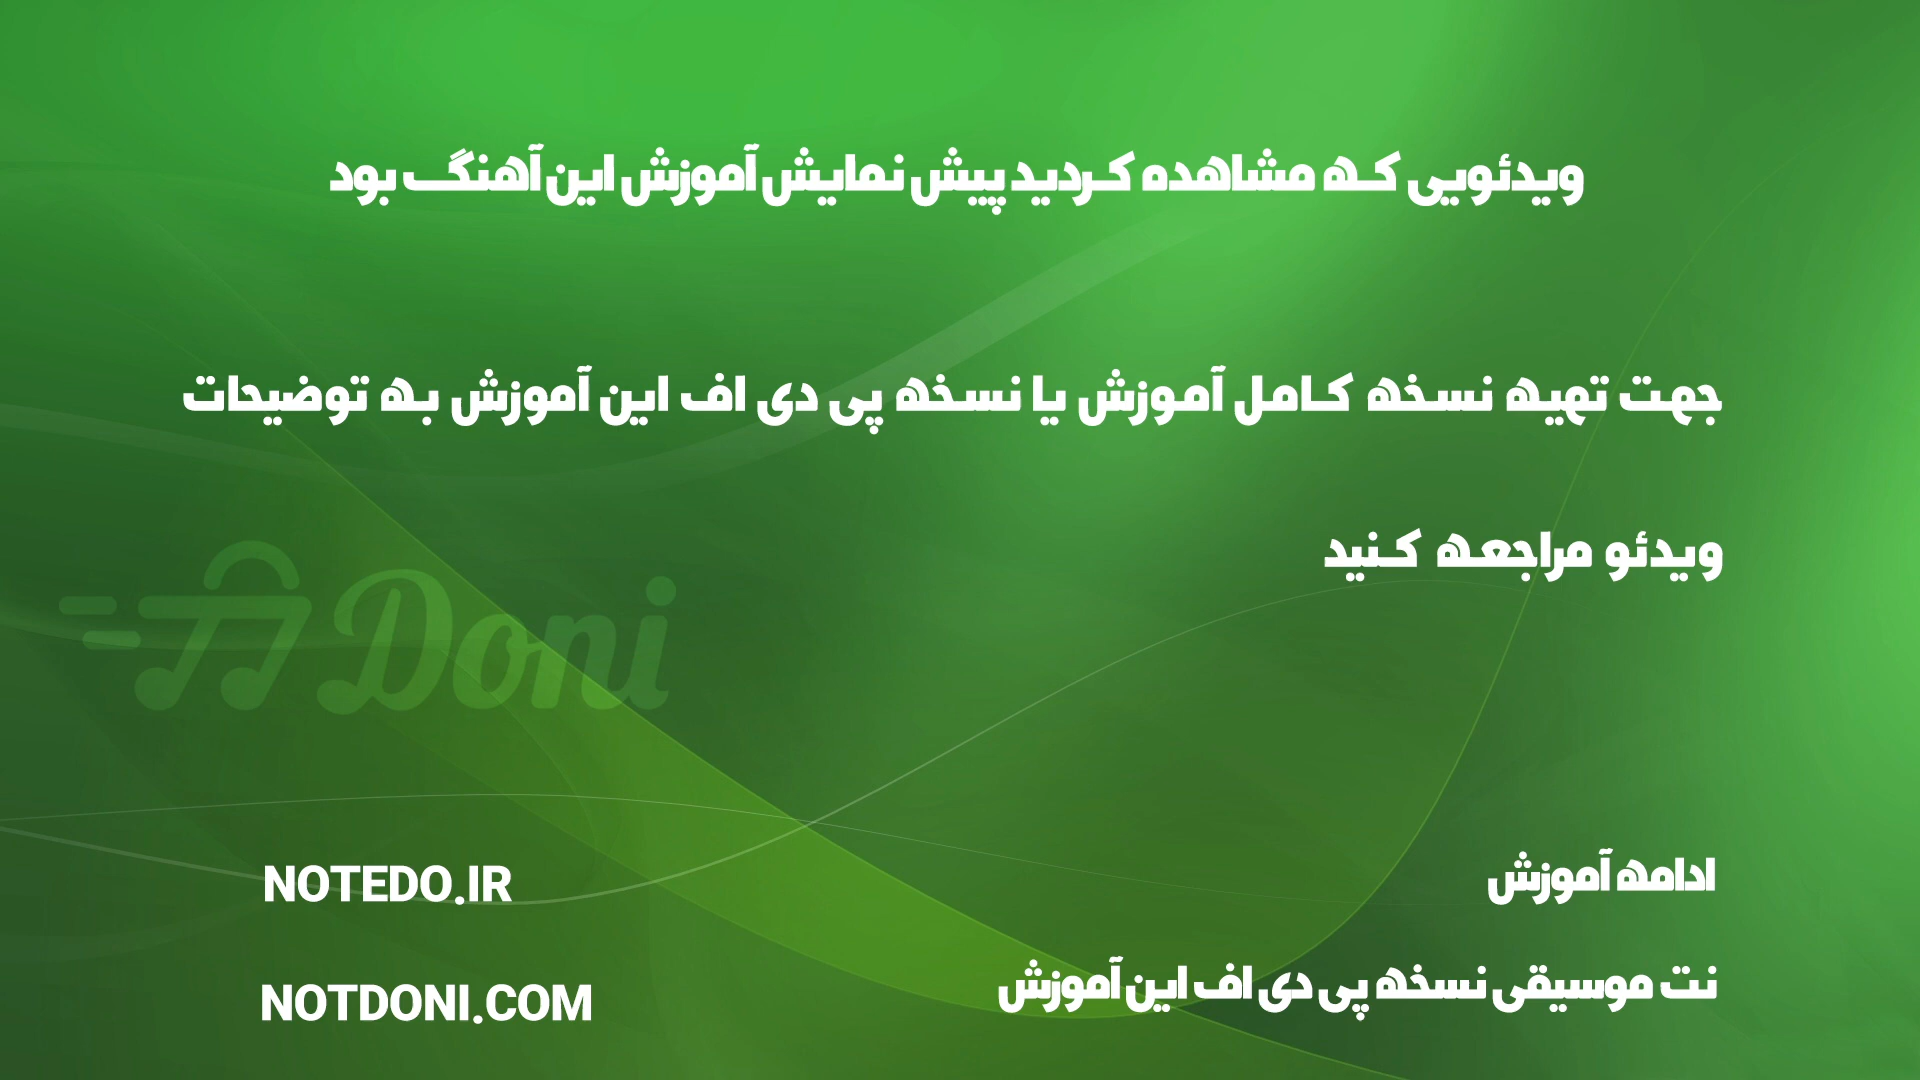 ویدئویی که مشاهده کردید پیش نمایش آموزش این آهنگ بود
جهت تهیه نسخه کامل آموزش یا نسخه پی دی اف این آموزش به توضیحات
ویدئو مراجعه کنید
Doni
ادامه آموزش
NOTEDO.IR
نت موسیقی نسخه پی دی اف این آموزش
NOTDONI.COM